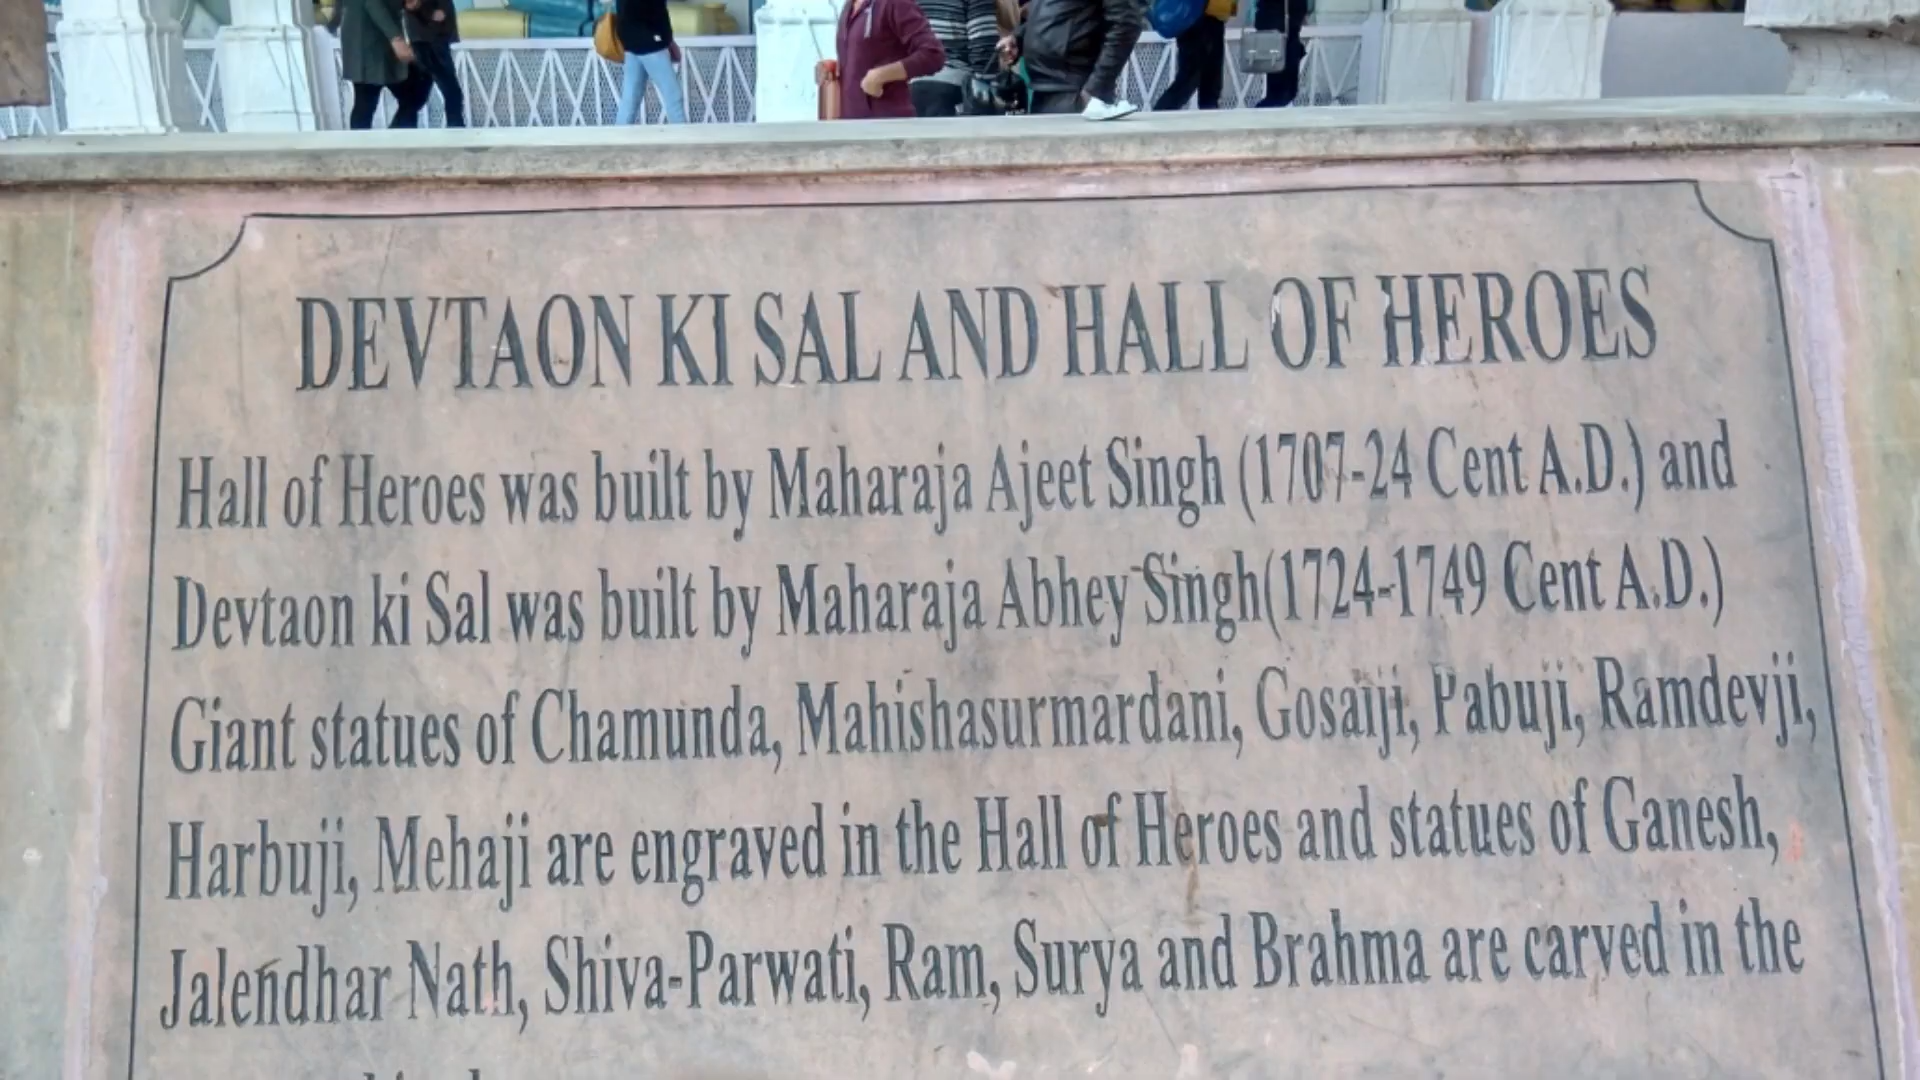 DEVTAON KI SAL AND HALL OF HEROES
Hall of Heroes was built by Maharaja Ajeet Singh (1707-24 Cent A.D.) and
Devtaon ki Sal was built by Maharaja Abhey Singh(1724-1749 Cent A.D.)
Giant statues of Chamunda, Mahishasurmardani, Gosaiji, Pabuji, Ramdevji,
Harbuji, Mehaji are engraved in the Hall of Heroes and statues of Ganesh,
Jalendhar Nath, Shiva-Parwati, Ram, Surya and Brahma are carved in the